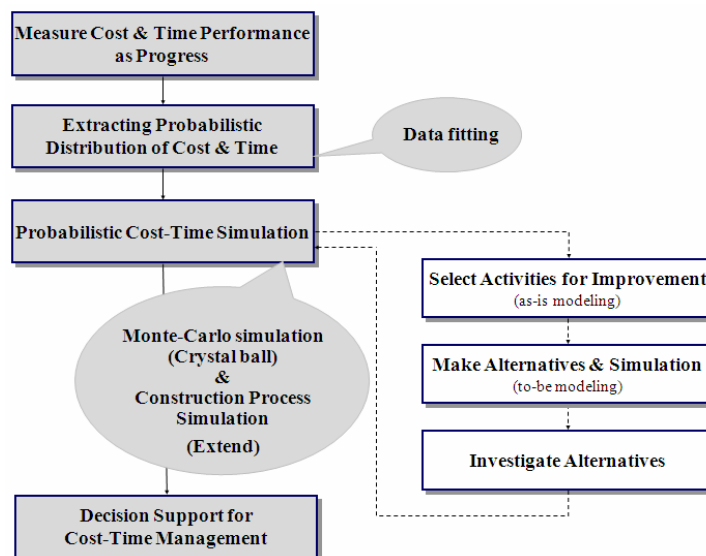 Measure Cost & Time Performance
as Progress
Extracting Probabilistic
Distribution of Cost & Time
Data fitting
Probabilistic Cost-Time Simulation
Select Activities for Improvement
(as-is modeling)
Monte-Carlo simulation
(Crystal ball)
&
Construction Process
Simulation
(Extend)
Make Alternatives & Simulation
(to-be modeling)
Investigate Alternatives
Decision Support for
Cost-Time Management